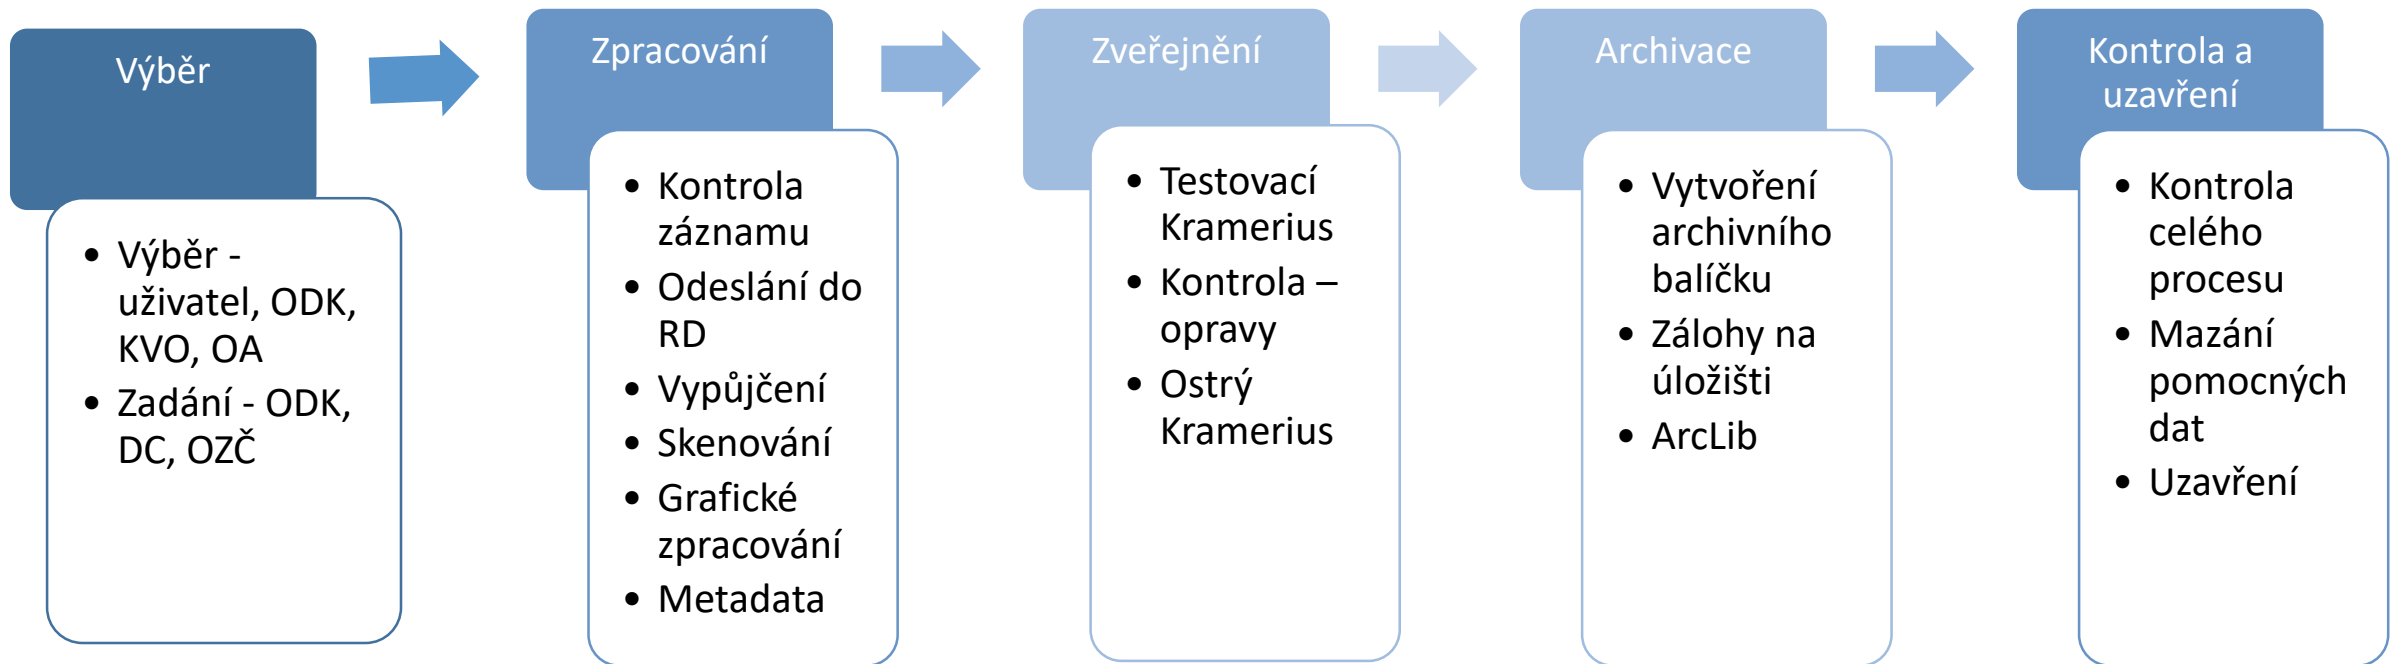 Výběr
• Výběr -
uživatel, ODK,
KVO, OA
• Zadání - ODK,
DC, OZČ
Zpracování
• Kontrola
záznamu
• Odeslání do
RD
• Vypůjčení
• Skenování
• Grafické
zpracování
• Metadata
Zveřejnění
• Testovací
Kramerius
• Kontrola –
opravy
• Ostrý
Kramerius
Archivace
• Vytvoření
archivního
balíčku
• Zálohy na
úložišti
• ArcLib
Kontrola a
uzavření
• Kontrola
celého
procesu
• Mazání
pomocných
dat
• Uzavření